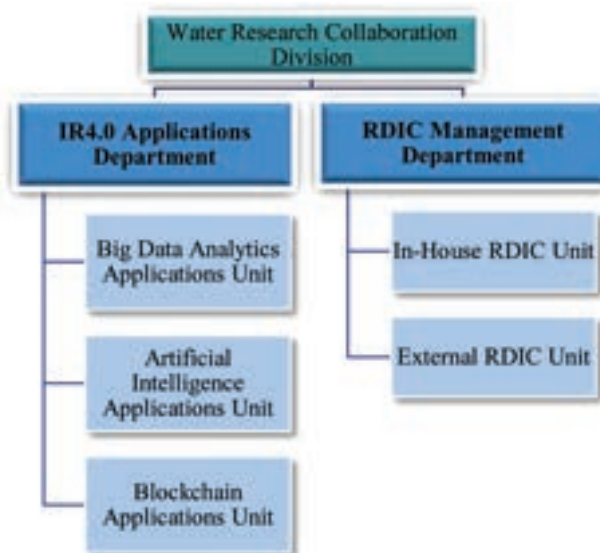 Water Research Collaboration
Division
IR4.0 Applications
Department
RDIC Management
Department
Big Data Analytics
Applications Unit
In-House RDIC Unit
Artificial
Intelligence
Applications Unit
External RDIC Unit
Blockchain
Applications Unit